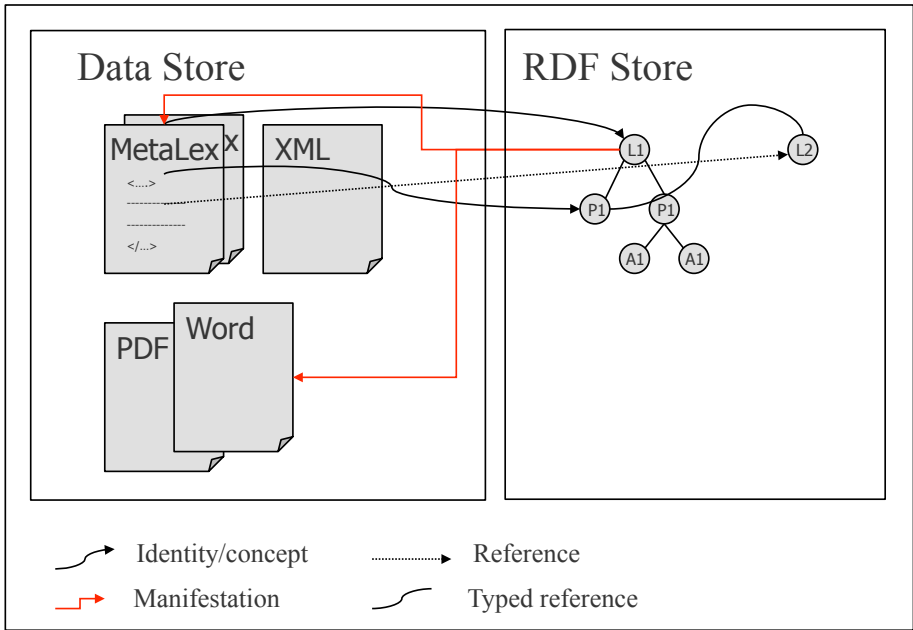 Data Store
RDF Store
MetaLex
x
XML
<....>
--------------
--------------
</...>
L1
L2
P1
P1
A1
A1
PDF
Word
Identity/concept
Reference
Manifestation
Typed reference